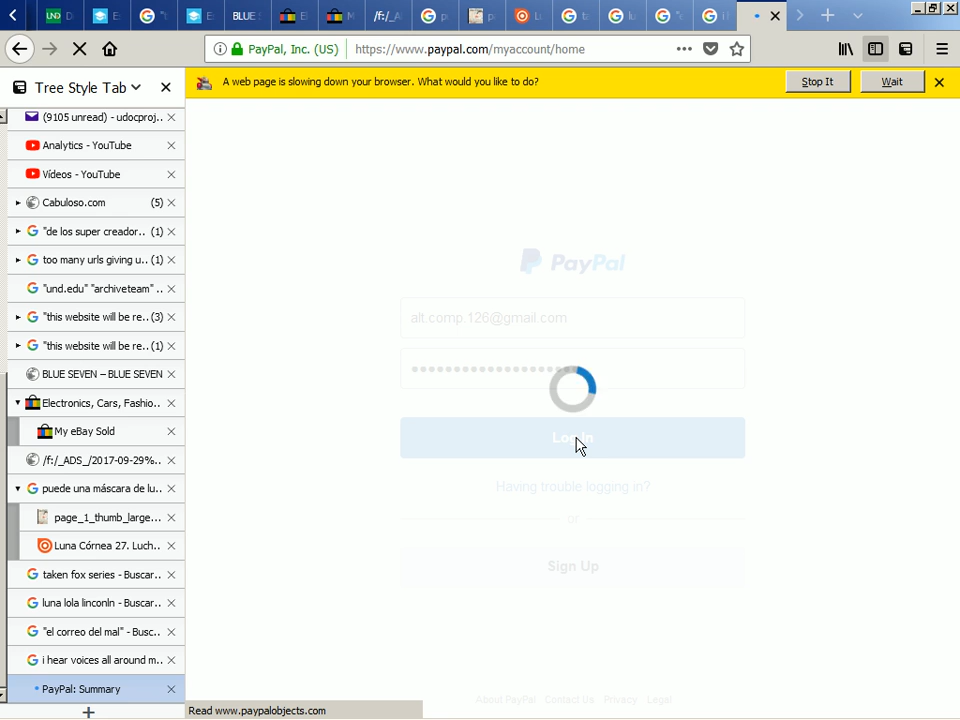 PayPal, Inc. (US) https://www.paypal.com/myaccount/home
Tree Style Tab
A web page is slowing down your browser. What would you like to do?
Stop It
Wait
(9105 unread) - udocproj..
Analytics - YouTube
Vídeos - YouTube
Cabuloso.com (5)
"de los super creador.. (1)
too many urls giving u.. (1)
"und.edu" "archiveteam" ..
"this website will be re.. (3)
"this website will be re.. (1)
BLUE SEVEN – BLUE SEVEN
Electronics, Cars, Fashio..
My eBay Sold
/f:/_ADS_/2017-09-29%..
puede una máscara de lu..
page_1_thumb_large...
Luna Córnea 27. Luch..
taken fox series - Buscar..
luna lola linconln - Buscar..
"el correo del mal" - Busc..
i hear voices all around m..
PayPal: Summary
PayPal
alt.comp.126@gmail.com
Log In
Having trouble logging in?
or
Sign Up
About PayPal Contact Us Privacy Legal
Read www.paypalobjects.com